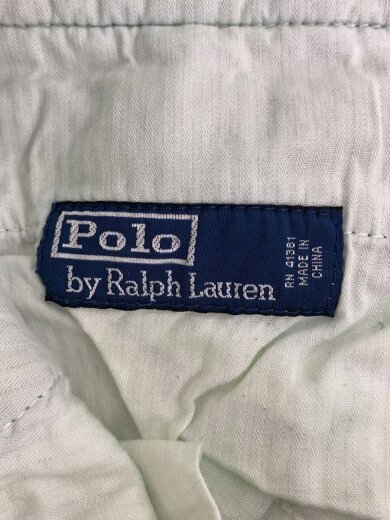 Polo
by Ralph Lauren
RN 41381
MADE IN
CHINA